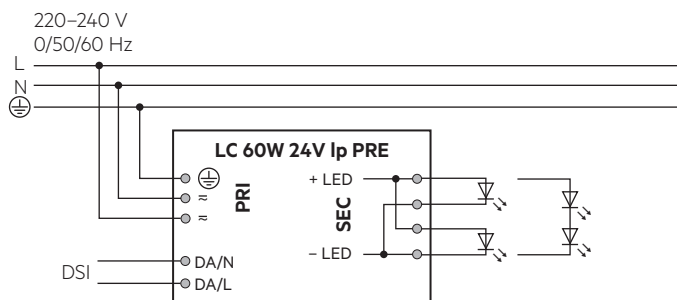 220–240 V
0/50/60 Hz
L
N
LC 60W 24V lp PRE
PRI
SEC
+ LED
≂
≂
– LED
DSI
DA/N
DA/L